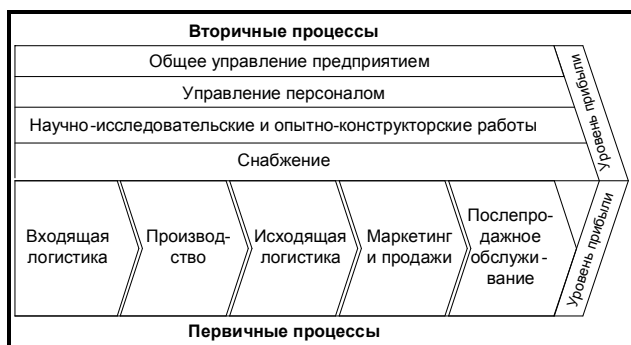 Вторичные процессы
Общее управление предприятием
Управление персоналом
Научно-исследовательские и опытно-конструкторские работы
Снабжение
Уровень прибыли
Входящая
логистика
Производ-
ство
Исходящая
логистика
Маркетинг
и продажи
Послепро-
дажное
обслужи-
вание
Уровень прибыли
Первичные процессы